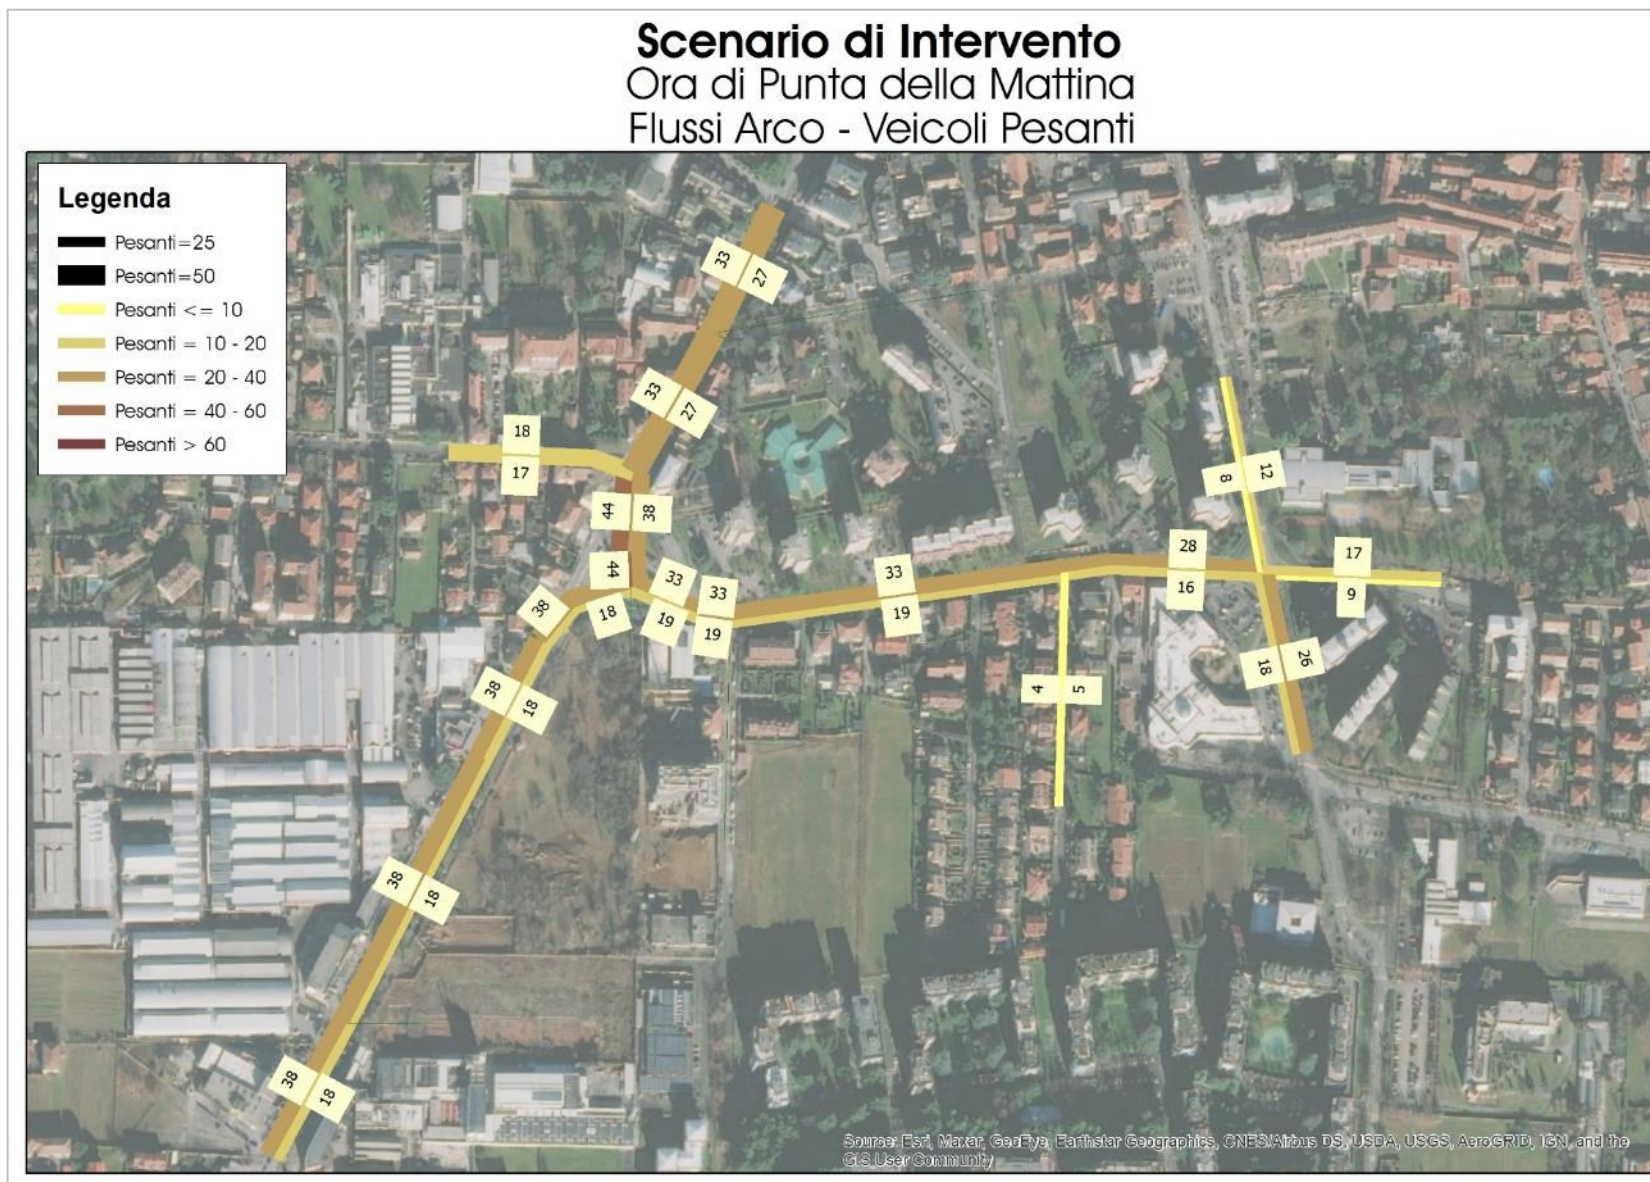 Scenario di Intervento
Ora di Punta della Mattina
Flussi Arco - Veicoli Pesanti
Legenda
Pesanti=25
Pesanti=50
Pesanti <= 10
Pesanti = 10 - 20
Pesanti = 20 - 40
Pesanti = 40 - 60
Pesanti > 60
33
27
33
27
18
17
44
38
44
18
38
33
19
33
19
33
19
28
16
8
12
17
9
18
26
4
5
38
18
38
18
38
18
Source: Esri, Maxar, GeoEye, Earthstar Geographics, CNES/Airbus DS, USDA, USGS, AeroGRID, IGN, and the
GIS User Community